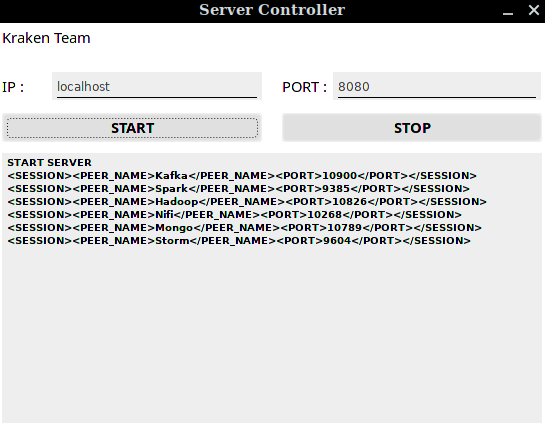 Server Controller
Kraken Team
IP : localhost PORT : 8080
START STOP
START SERVER
<SESSION><PEER_NAME>Kafka</PEER_NAME><PORT>10900</PORT></SESSION>
<SESSION><PEER_NAME>Spark</PEER_NAME><PORT>9385</PORT></SESSION>
<SESSION><PEER_NAME>Hadoop</PEER_NAME><PORT>10826</PORT></SESSION>
<SESSION><PEER_NAME>Nifi</PEER_NAME><PORT>10268</PORT></SESSION>
<SESSION><PEER_NAME>Mongo</PEER_NAME><PORT>10789</PORT></SESSION>
<SESSION><PEER_NAME>Storm</PEER_NAME><PORT>9604</PORT></SESSION>